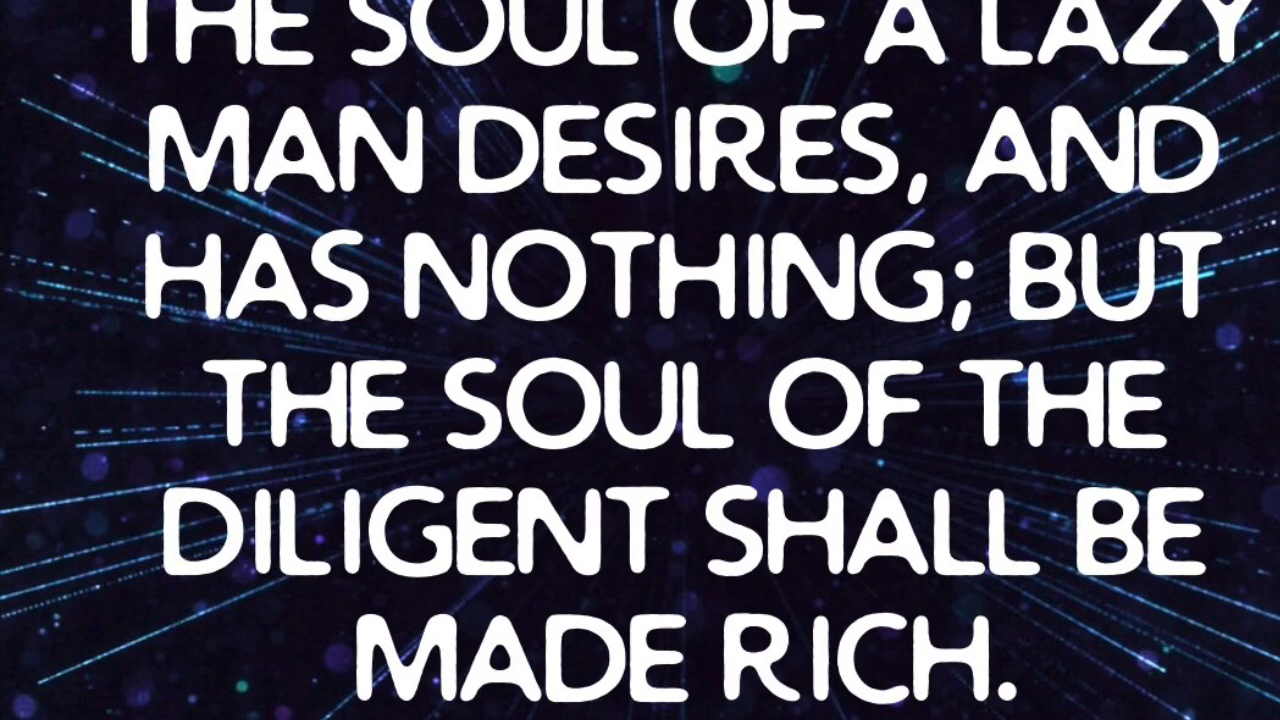 THE SOUL OF A LAZY
MAN DESIRES, AND
HAS NOTHING; BUT
THE SOUL OF THE
DILIGENT SHALL BE
MADE RICH.